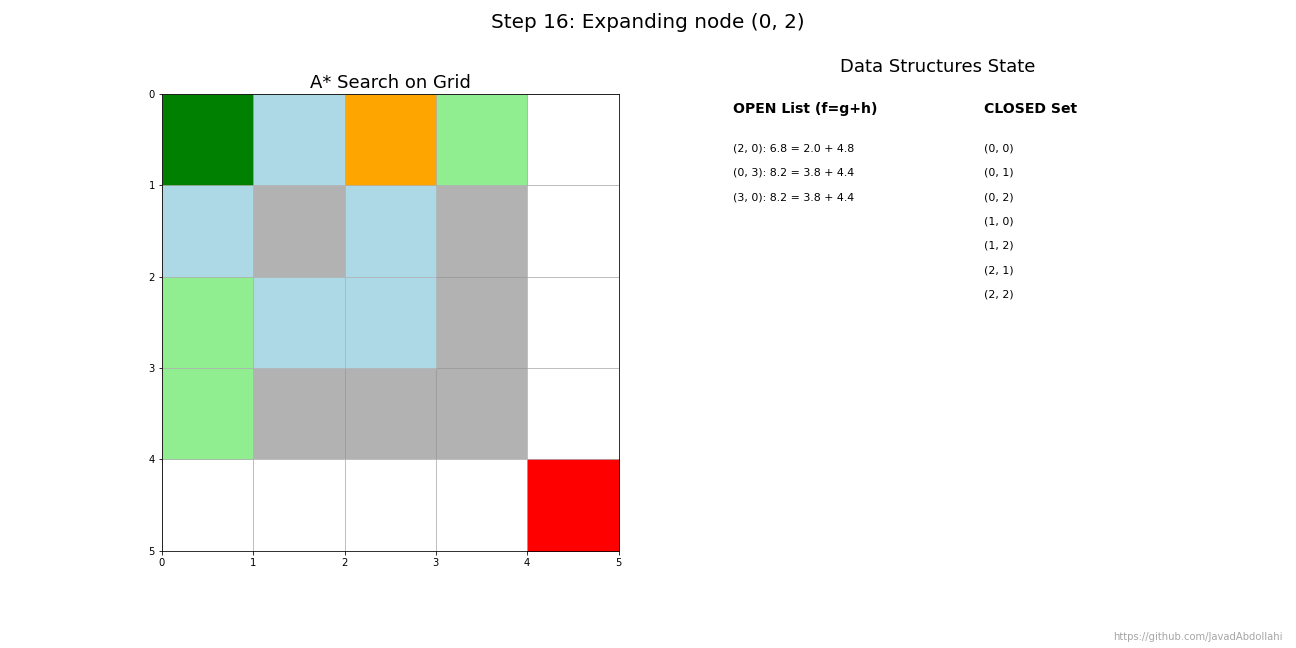 Step 16: Expanding node (0, 2)
A* Search on Grid
0
1
2
3
4
5
0 1 2 3 4 5
Data Structures State
OPEN List (f=g+h)
(2, 0): 6.8 = 2.0 + 4.8
(0, 3): 8.2 = 3.8 + 4.4
(3, 0): 8.2 = 3.8 + 4.4
CLOSED Set
(0, 0)
(0, 1)
(0, 2)
(1, 0)
(1, 2)
(2, 1)
(2, 2)
https://github.com/JavadAbdollahi